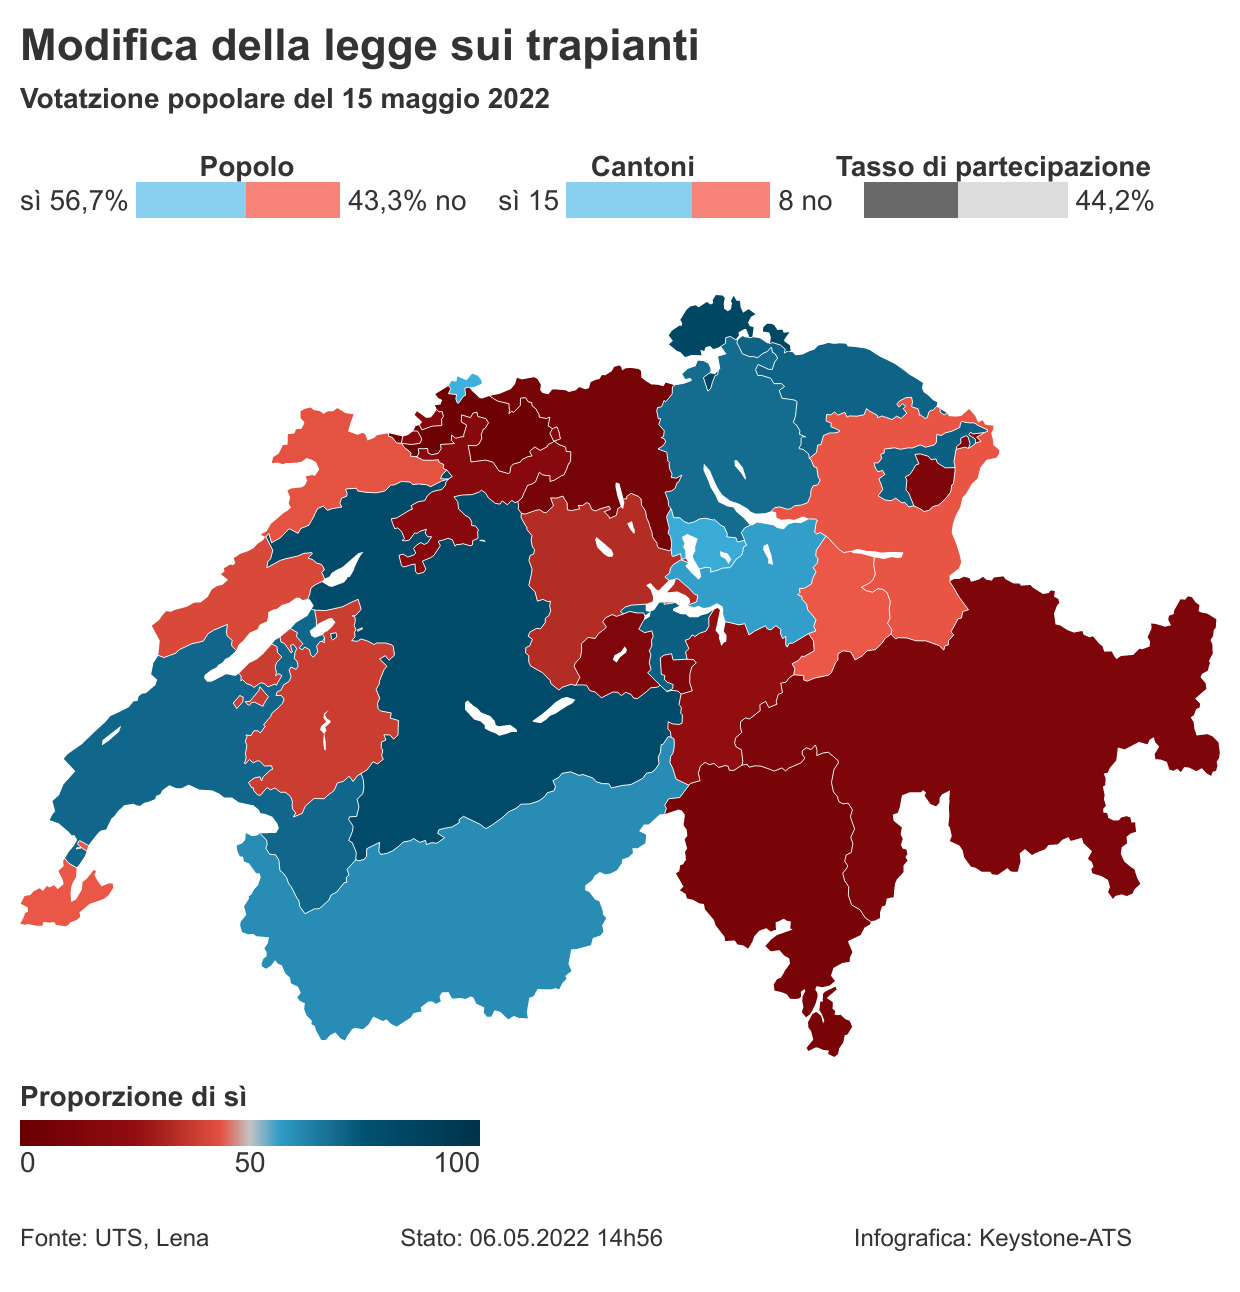 Modifica della legge sui trapianti
Votatzione popolare del 15 maggio 2022
Popolo
sì 56,7% 43,3% no
Cantoni
sì 15 8 no
Tasso di partecipazione
44,2%
Proporzione di sì
0 50 100
Fonte: UTS, Lena Stato: 06.05.2022 14h56 Infografica: Keystone-ATS